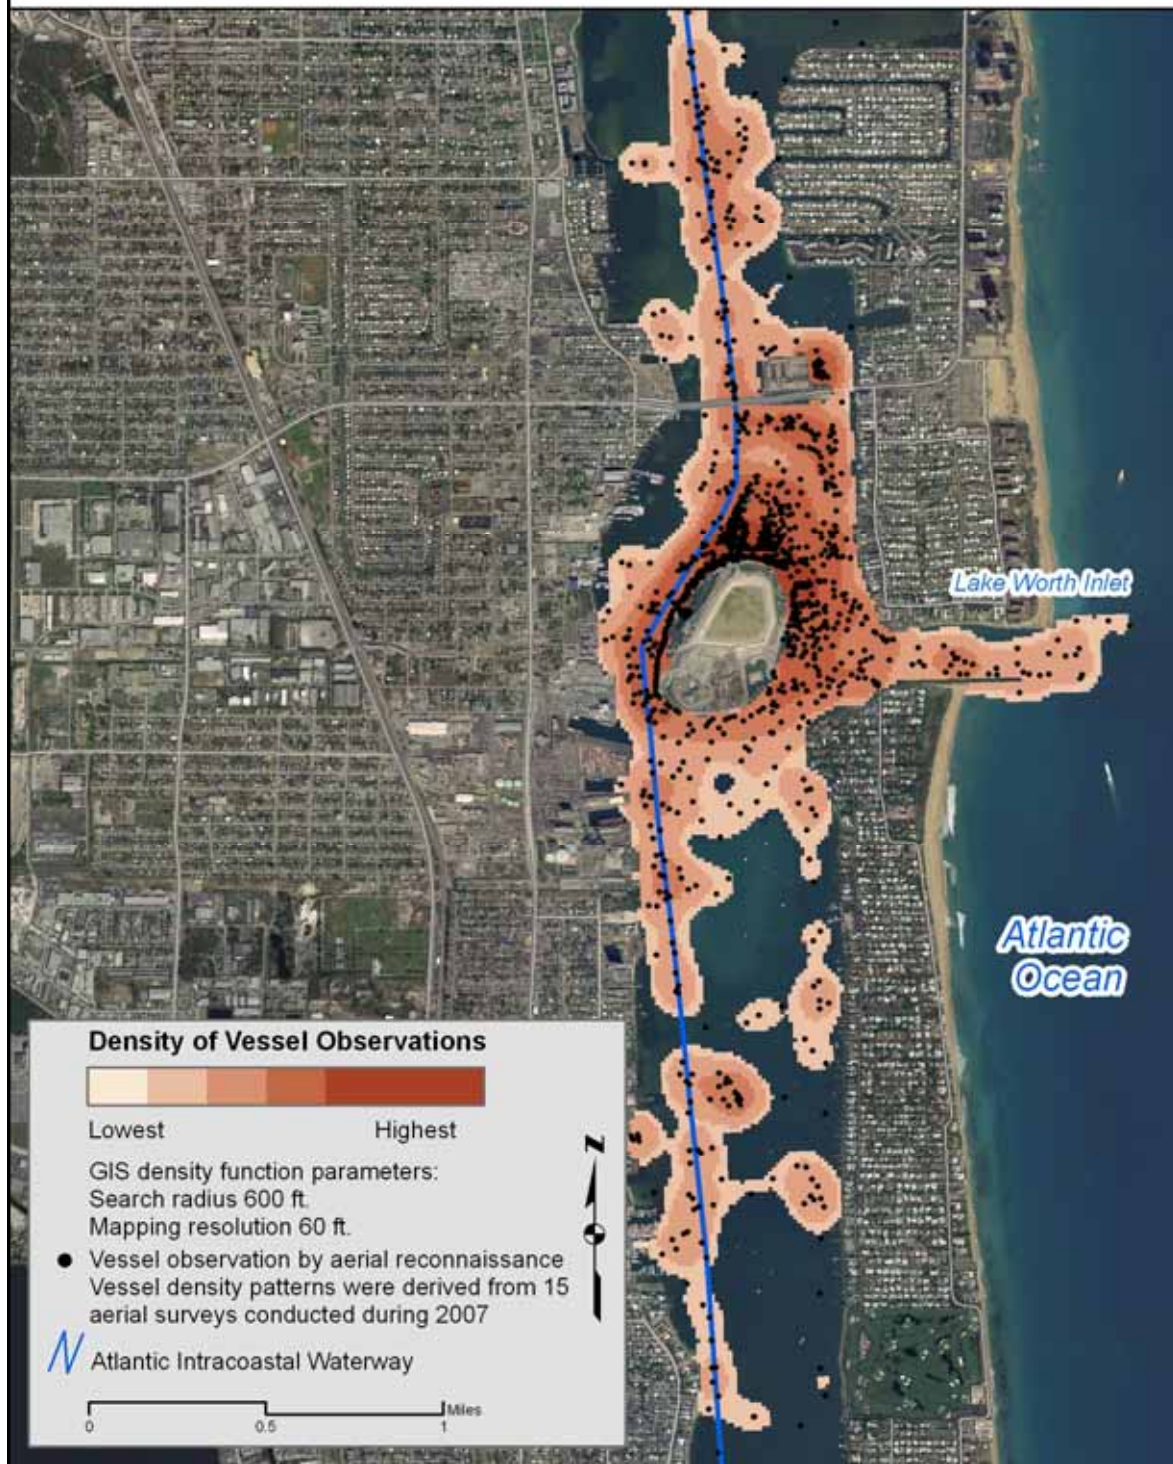 Lake Worth Inlet
Atlantic
Ocean
Density of Vessel Observations
Lowest Highest
GIS density function parameters:
Search radius 600 ft.
Mapping resolution 60 ft.
Vessel observation by aerial reconnaissance
Vessel density patterns were derived from 15
aerial surveys conducted during 2007
Atlantic Intracoastal Waterway
N
Miles
0 0.5 1